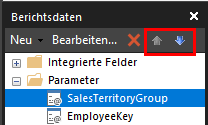 Berichtsdaten
Neu Bearbeiten...
Integrierte Felder
Parameter
SalesTerritoryGroup
EmployeeKey